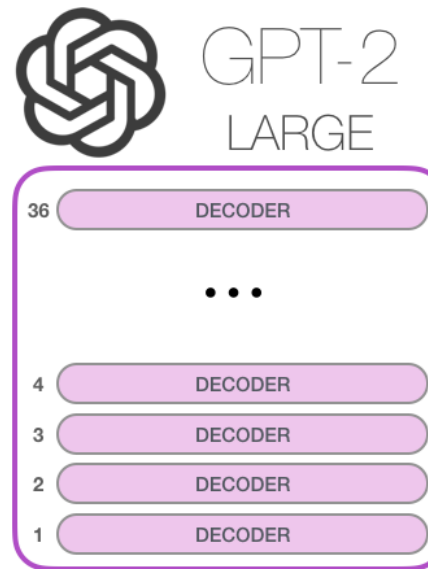 GPT-2
LARGE
36 DECODER
...
4 DECODER
3 DECODER
2 DECODER
1 DECODER